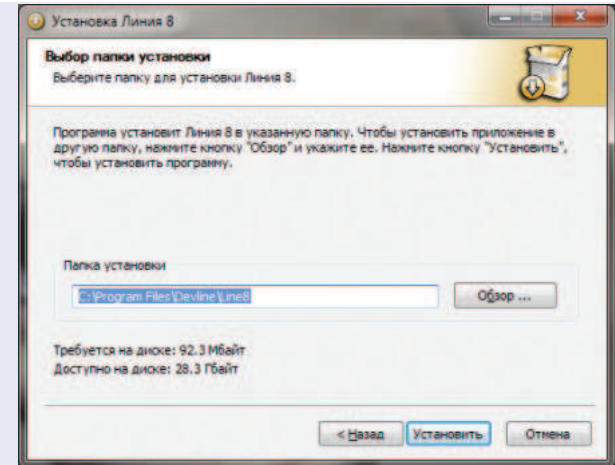 Установка Линия 8
Выбор папки установки
Выберите папку для установки Линия 8.
Программа установит Линия 8 в указанную папку. Чтобы установить приложение в
другую папку, нажмите кнопку "Обзор" и укажите ее. Нажмите кнопку "Установить",
чтобы установить программу.
Папка установки
C:\Program Files\Devline\Line8
Обзор ...
Требуется на диске: 92.3 Мбайт
Доступно на диске: 28.3 Гбайт
< Назад
Установить
Отмена